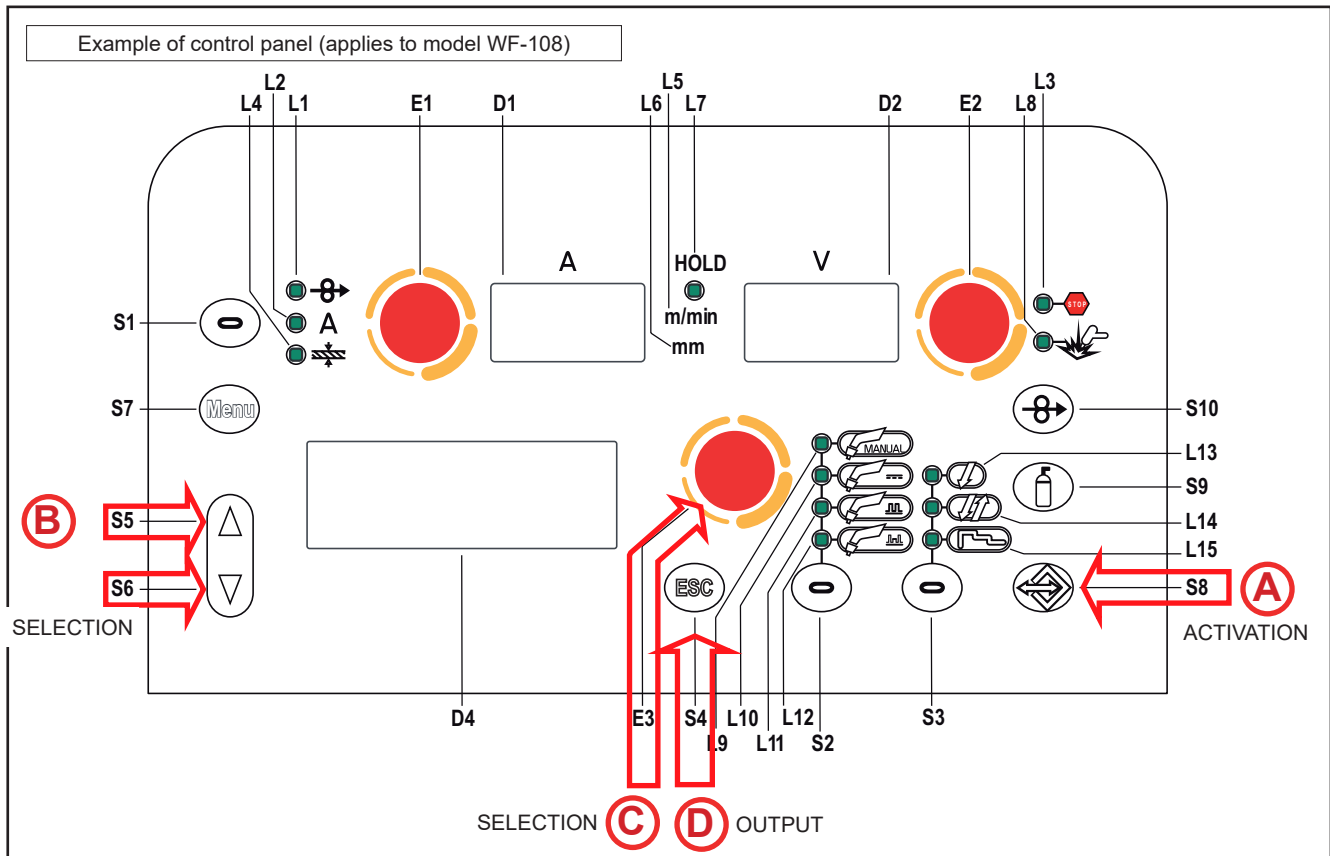 Example of control panel (applies to model WF-108)
L2 L5 L3
L4 L1 E1 D1 L6 L7 D2 E2 L8
A HOLD V
STOP
S1 A m/min
mm
S7 Menu S10
MANUAL L13
B S5 S9
L14
L15
S6 ESC S8 A
SELECTION ACTIVATION
D4 E3 S4 L10 L12 S3
L9 L11 S2
SELECTION C D OUTPUT